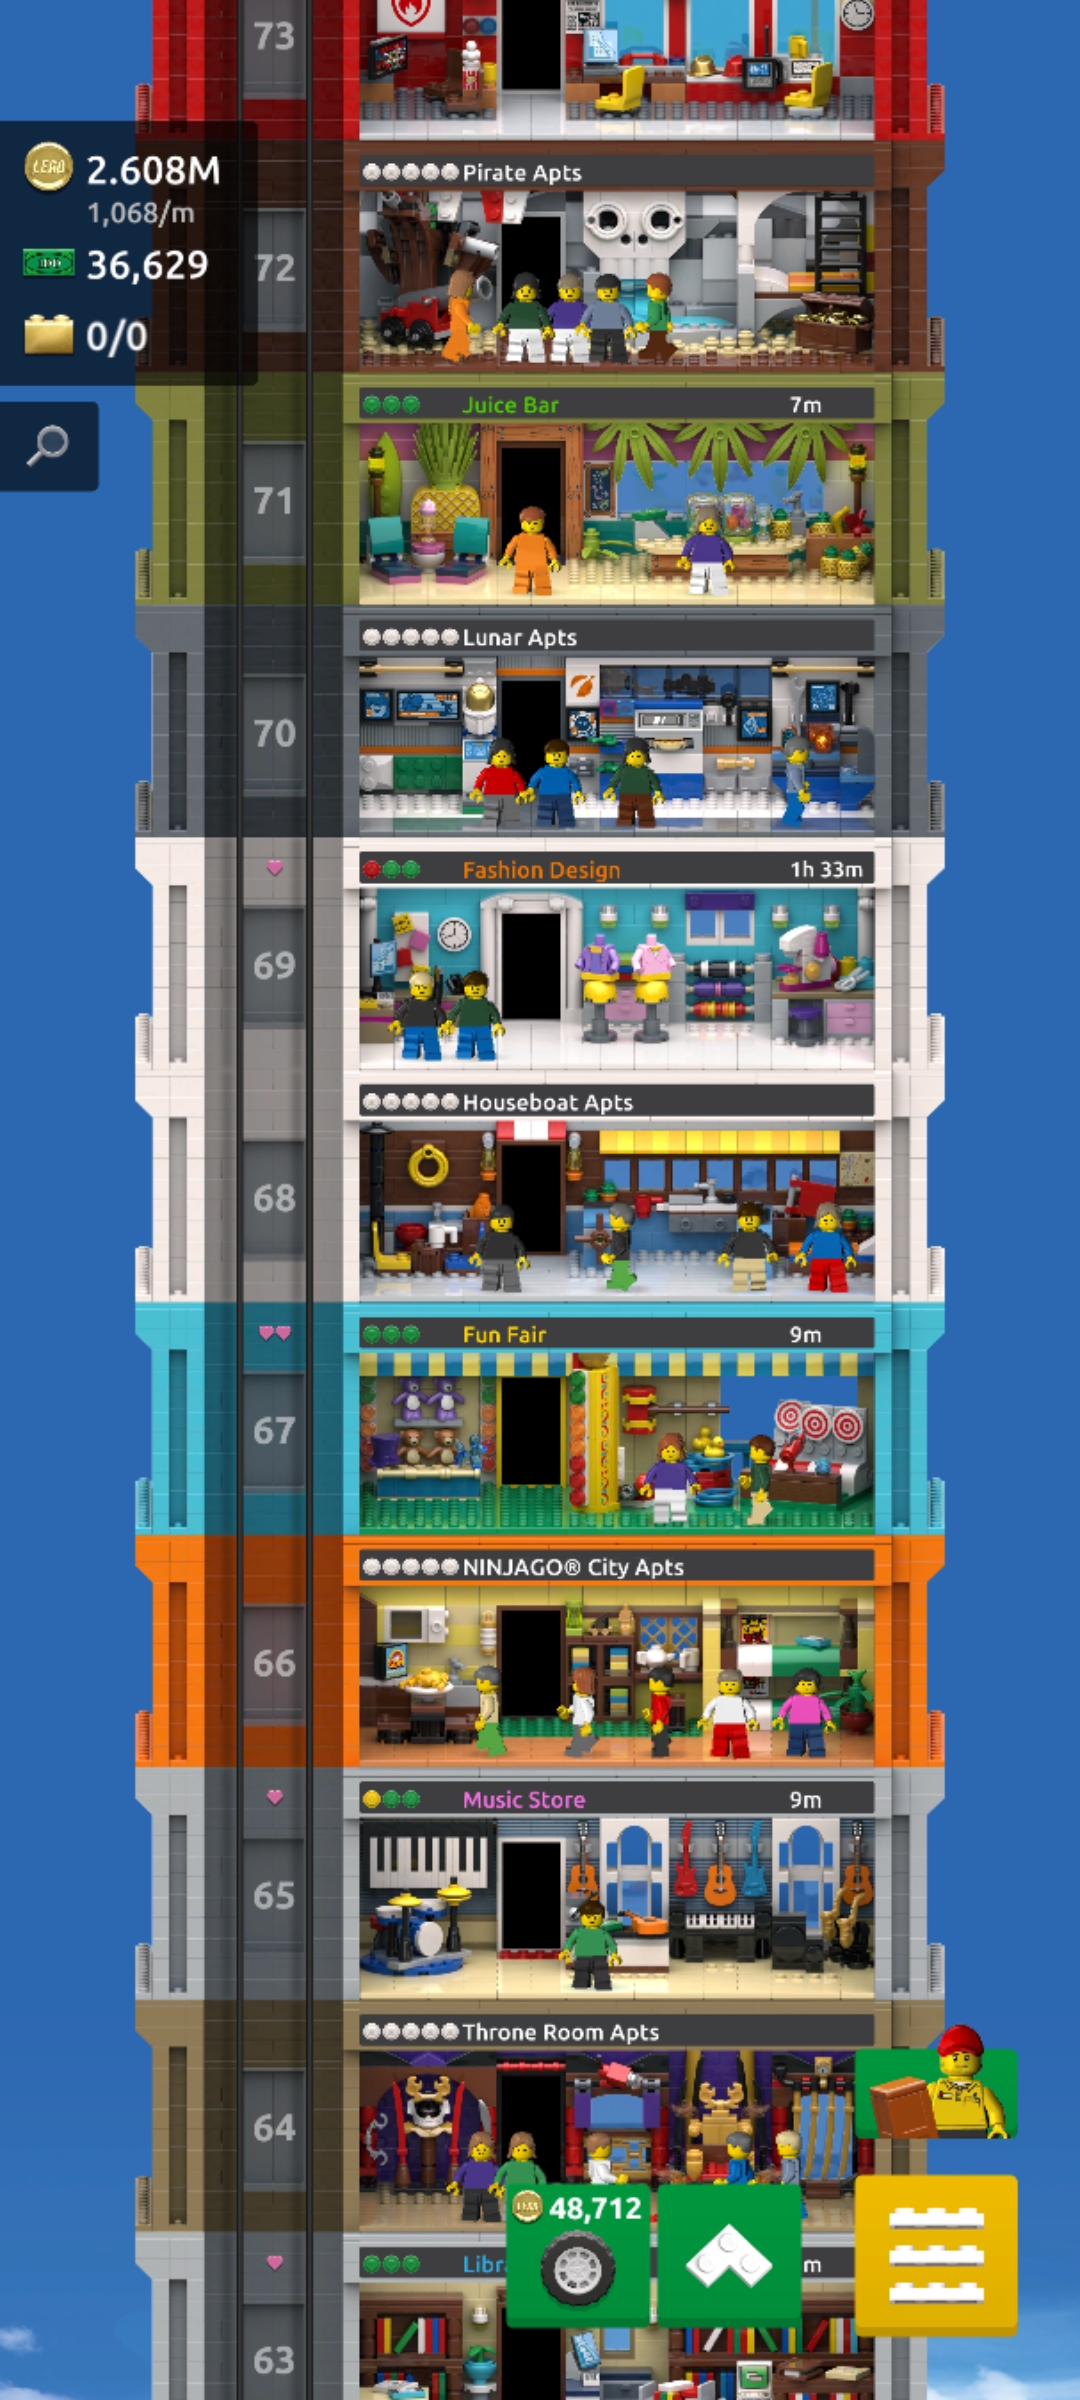 73
LEGO 2.608M
1,068/m
36,629
0/0
Pirate Apts
72
Juice Bar 7m
71
Lunar Apts
70
Fashion Design 1h 33m
69
Houseboat Apts
68
Fun Fair 9m
67
NINJAGO® City Apts
66
Music Store 9m
65
Throne Room Apts
64
48,712
63